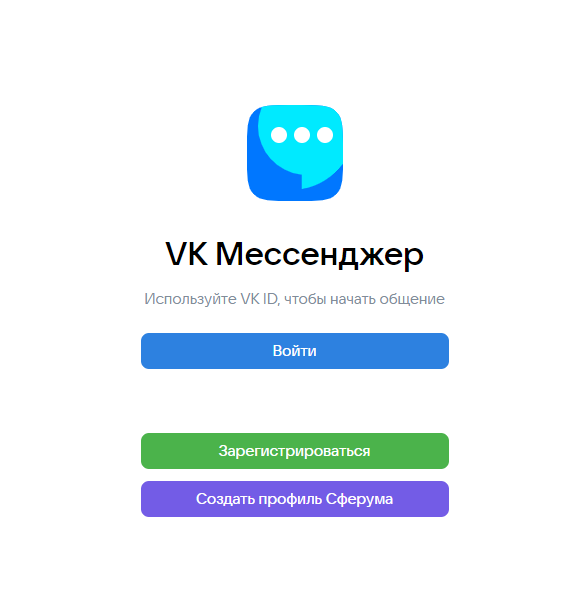 VK Мессенджер
Используйте VK ID, чтобы начать общение
Войти
Зарегистрироваться
Создать профиль Сферума